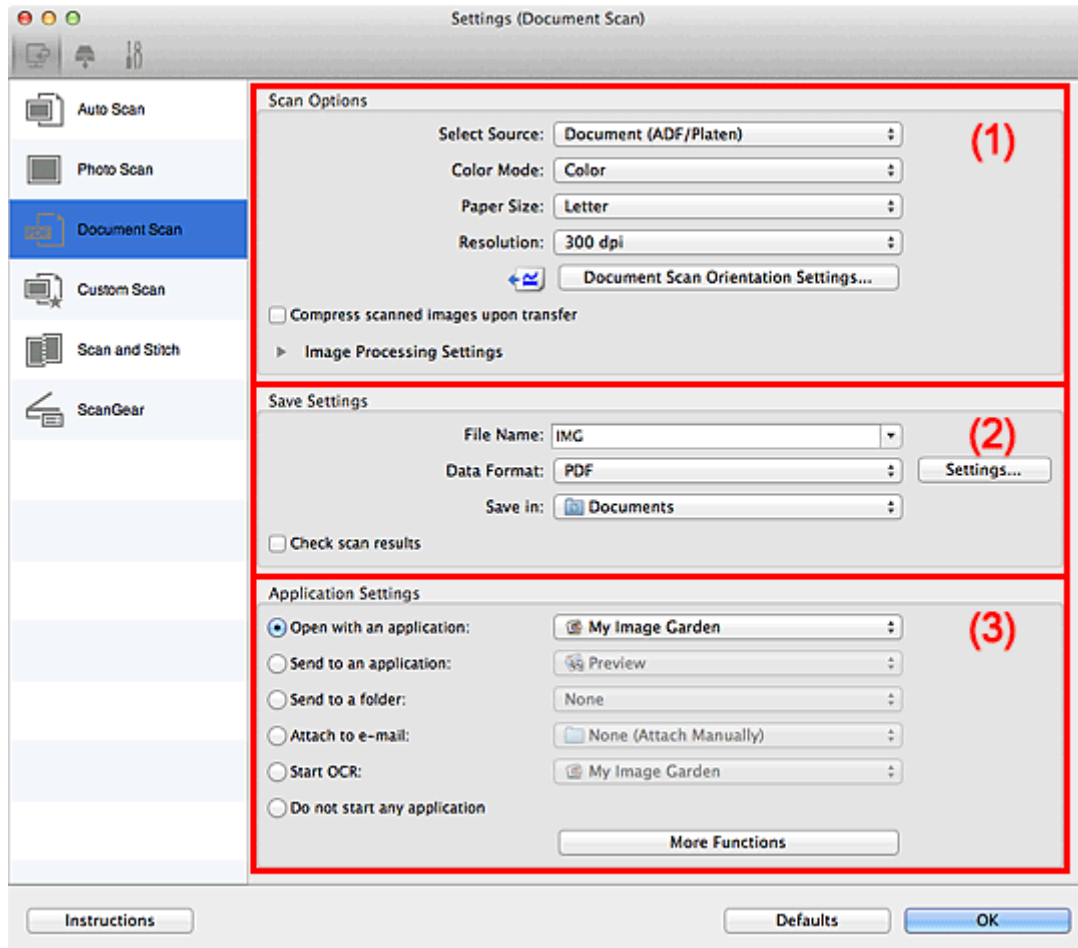 Settings (Document Scan)
Auto Scan
Photo Scan
Document Scan
Custom Scan
Scan and Stitch
ScanGear
Scan Options
(1)
Select Source: Document (ADF/Platen)
Color Mode: Color
Paper Size: Letter
Resolution: 300 dpi
Document Scan Orientation Settings...
Compress scanned images upon transfer
Image Processing Settings
Save Settings
(2)
File Name: IMG
Data Format: PDF Settings...
Save in: Documents
Check scan results
Application Settings
(3)
Open with an application: My Image Garden
Send to an application: Preview
Send to a folder: None
Attach to e-mail: None (Attach Manually)
Start OCR: My Image Garden
Do not start any application
More Functions
Instructions Defaults OK